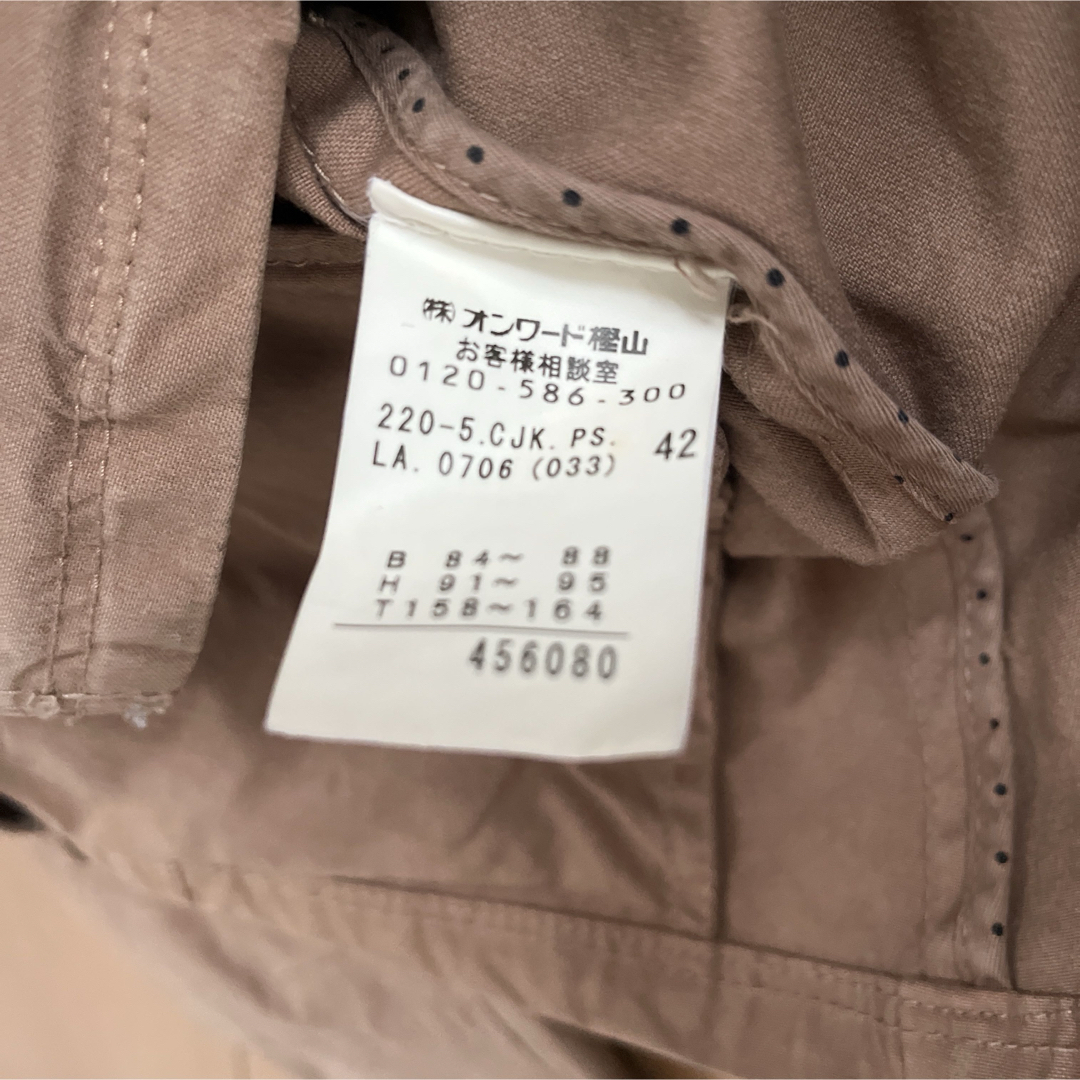 ㈱オンワード樫山
お客様相談室
0120-586-300
220-5.CJK.PS. 42
LA. 0706 (033)
B 84~ 88
H 91~ 95
T158~164
456080